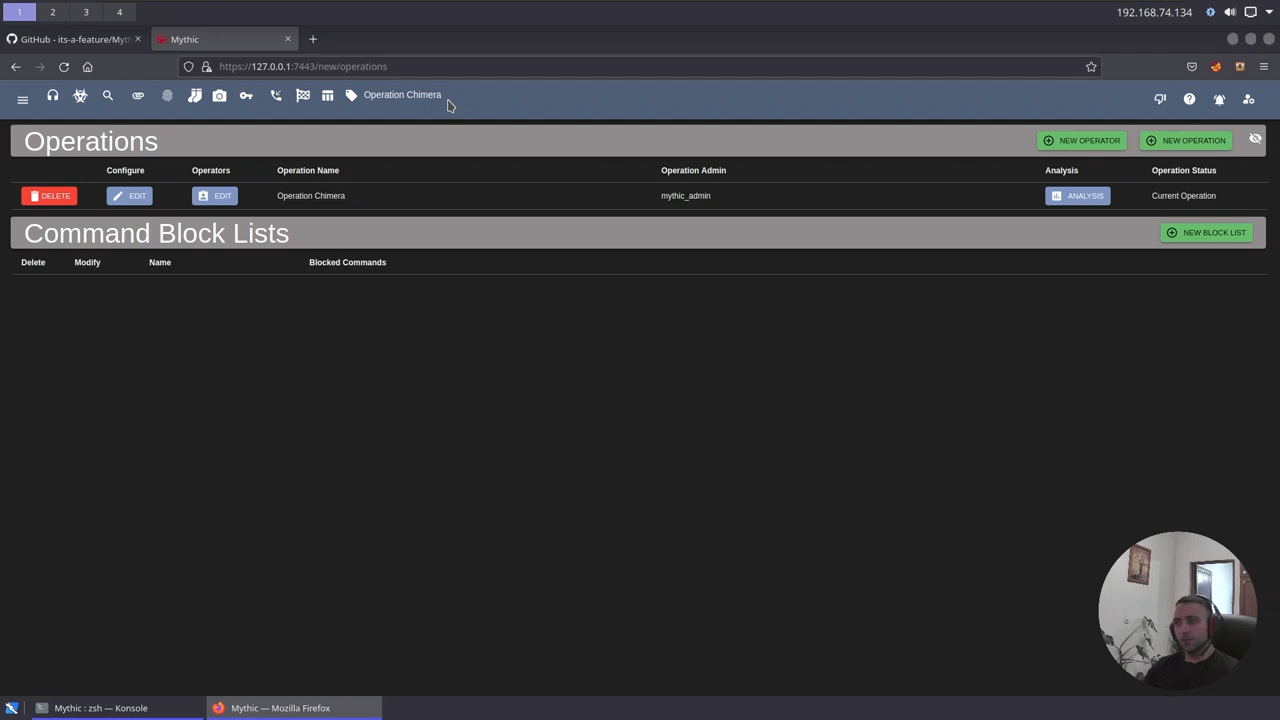 1 2 3 4 192.168.74.134
GitHub - its-a-feature/Myth Mythic
https://127.0.0.1:7443/new/operations
Operation Chimera
Operations NEW OPERATOR NEW OPERATION
Configure Operators Operation Name Operation Admin Analysis Operation Status
DELETE EDIT EDIT Operation Chimera mythic_admin ANALYSIS Current Operation
Command Block Lists NEW BLOCK LIST
Delete Modify Name Blocked Commands
Mythic : zsh — Konsole Mythic — Mozilla Firefox